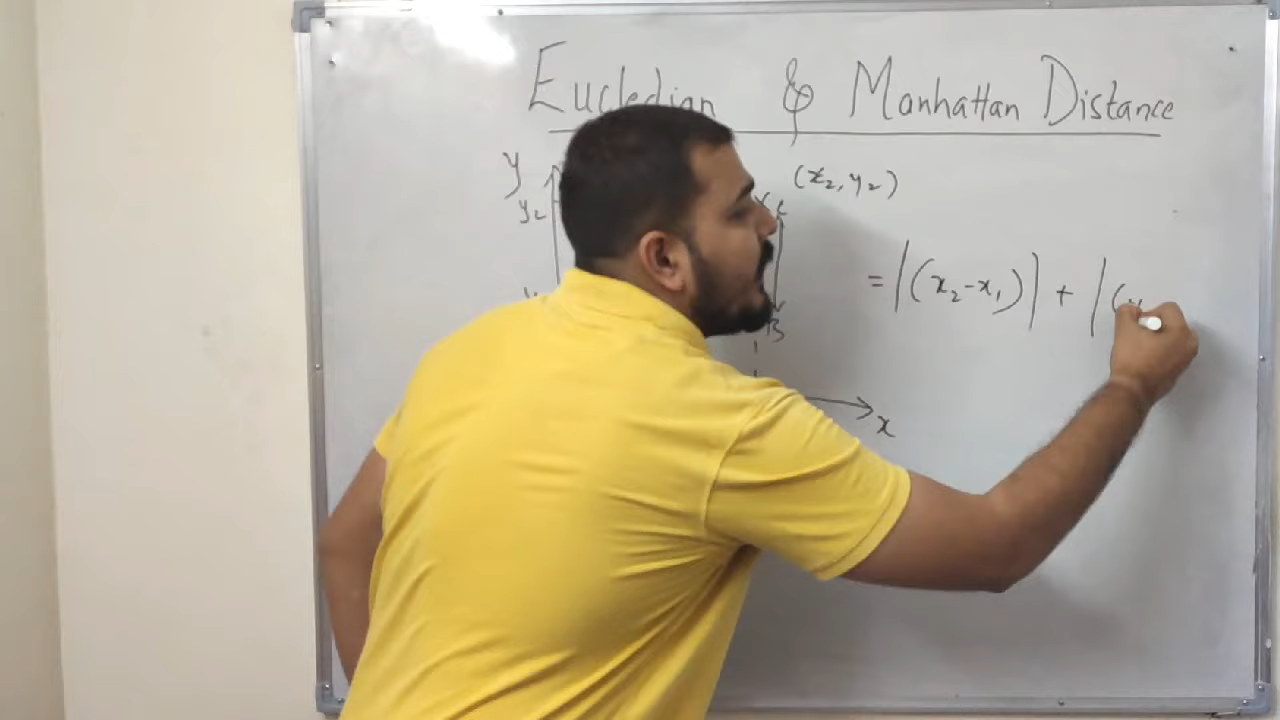 Eucledian & Manhattan Distance
y
(x₂, y₂)
y₂
= |(x₂-x₁)| + |(y
B
x